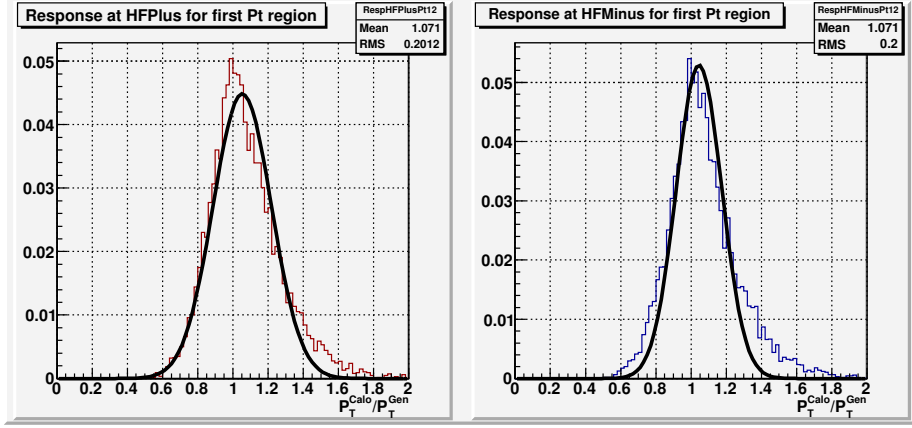 Response at HFPlus for first Pt region
RespHFPlusPt12
Mean 1.071
RMS 0.2012
0.05
0.04
0.03
0.02
0.01
0
0 0.2 0.4 0.6 0.8 1 1.2 1.4 1.6 1.8 2
P_T^Calo/P_T^Gen
Response at HFMinus for first Pt region
RespHFMinusPt12
Mean 1.071
RMS 0.2
0.05
0.04
0.03
0.02
0.01
0
0 0.2 0.4 0.6 0.8 1 1.2 1.4 1.6 1.8 2
P_T^Calo/P_T^Gen